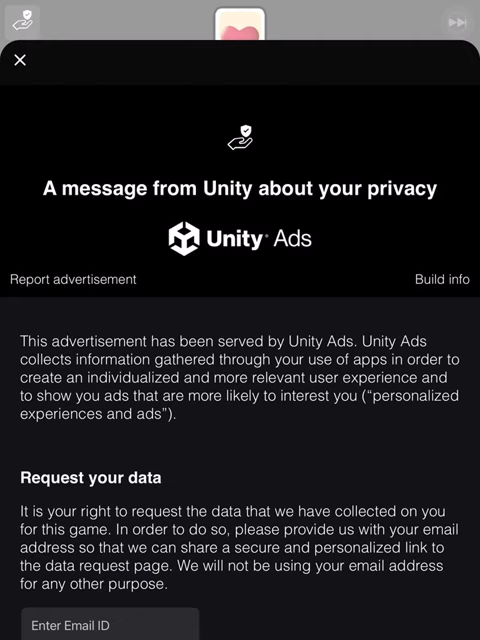 A message from Unity about your privacy
Unity® Ads
Report advertisement
Build info
This advertisement has been served by Unity Ads. Unity Ads
collects information gathered through your use of apps in order to
create an individualized and more relevant user experience and
to show you ads that are more likely to interest you (“personalized
experiences and ads”).
Request your data
It is your right to request the data that we have collected on you
for this game. In order to do so, please provide us with your email
address so that we can share a secure and personalized link to
the data request page. We will not be using your email address
for any other purpose.
Enter Email ID